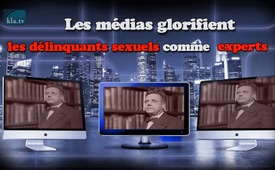 kla.tv
Les médias glorifient
les délinquants sexuels comme experts